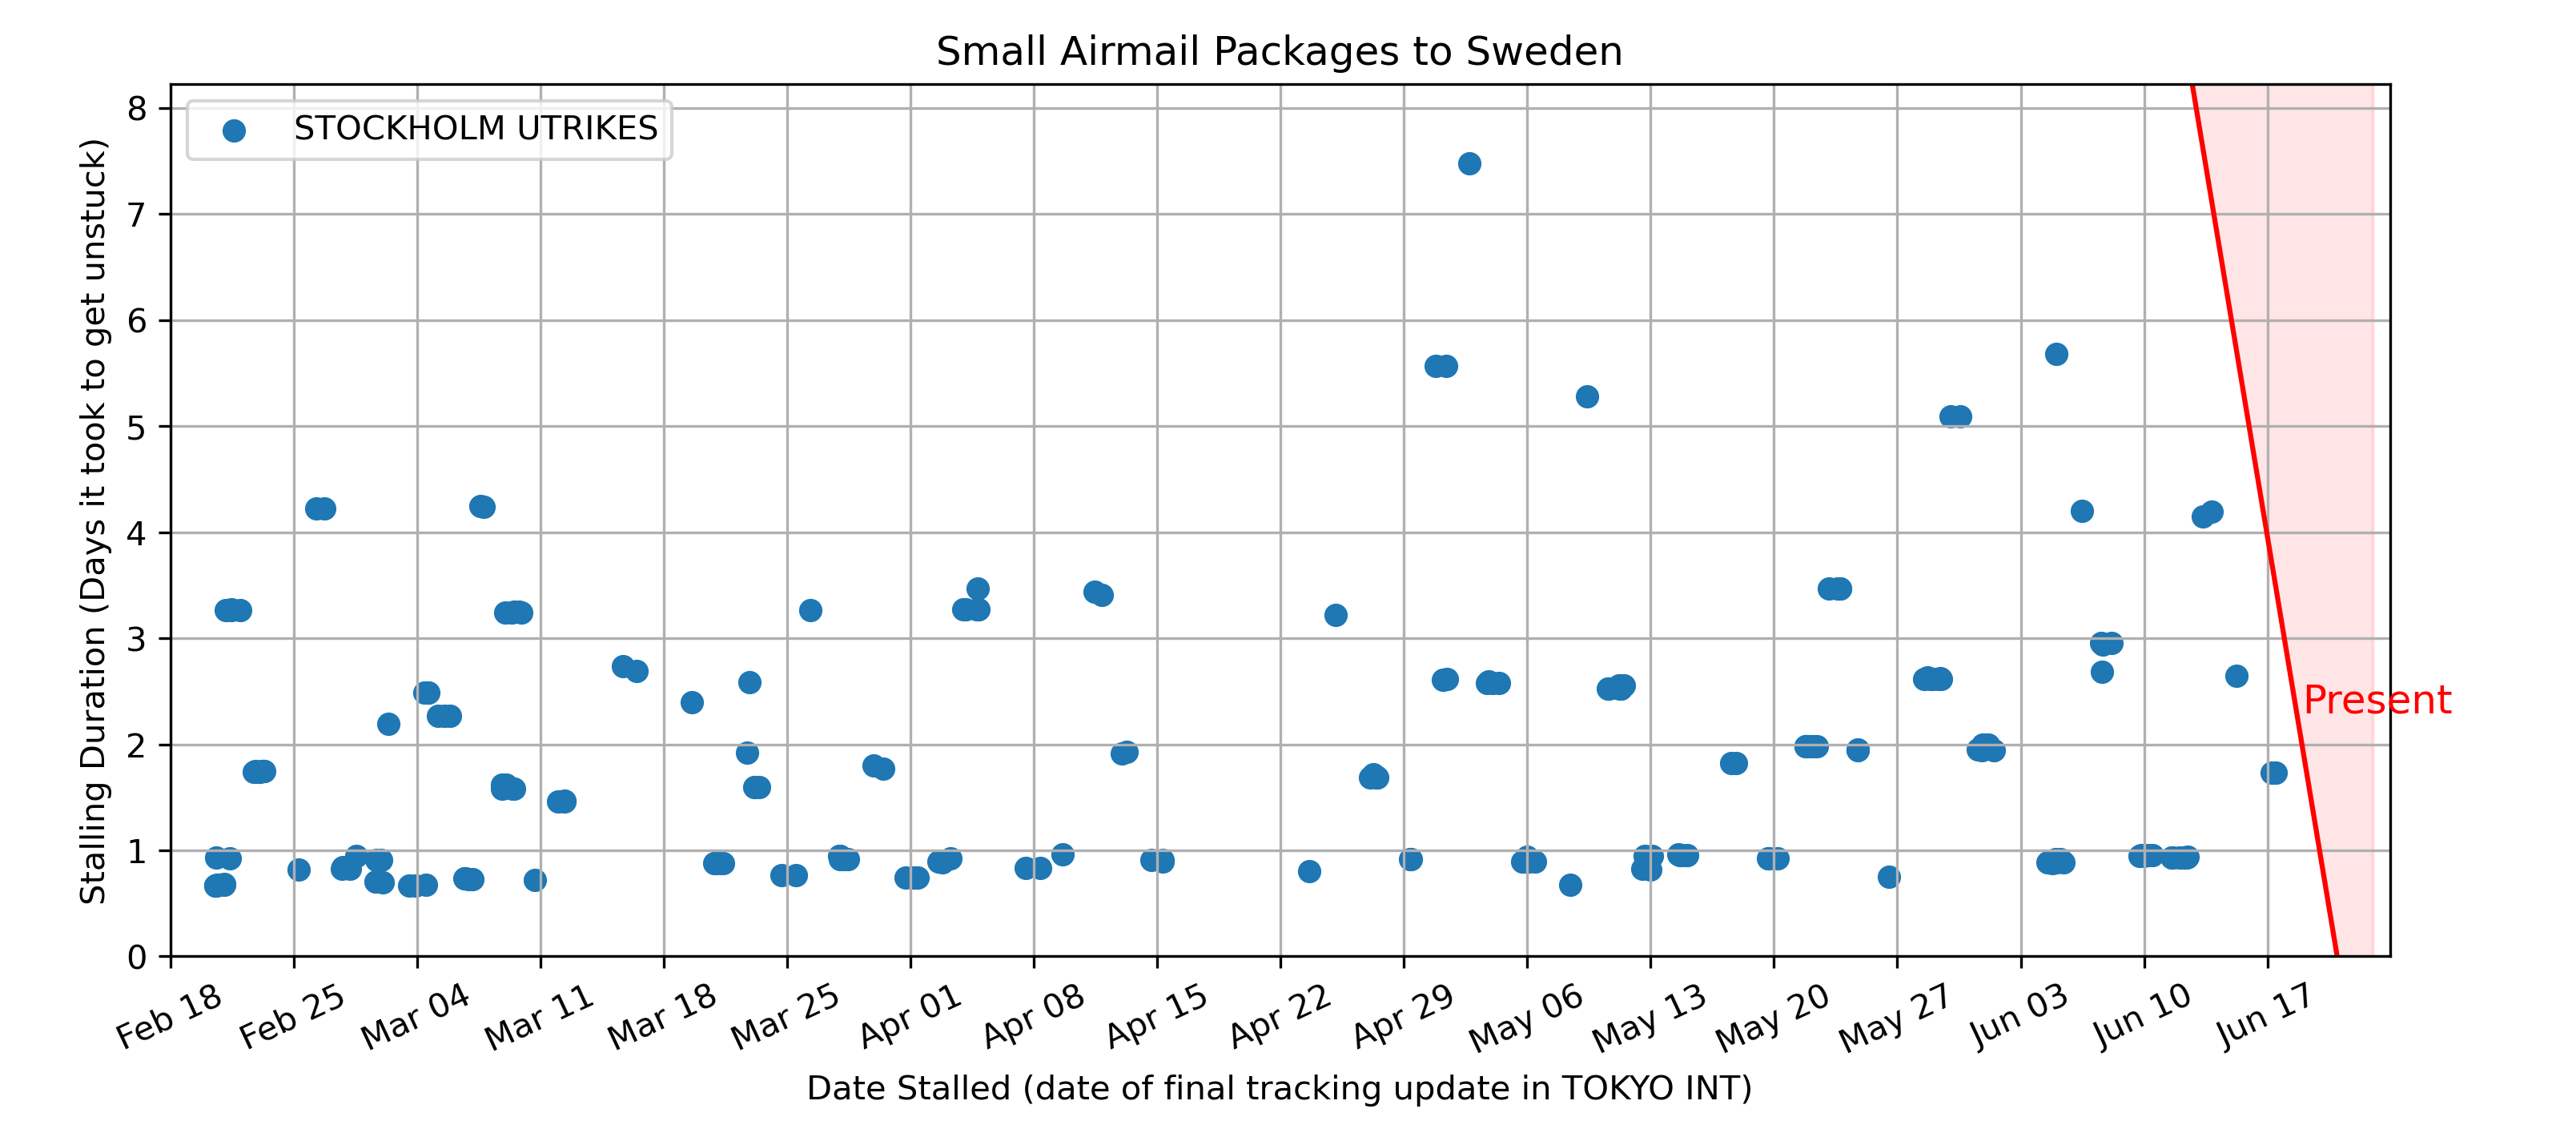 Small Airmail Packages to Sweden
STOCKHOLM UTRIKES
Stalling Duration (Days it took to get unstuck)
8
7
6
5
4
3
2
1
0
Present
Feb 18
Feb 25
Mar 04
Mar 11
Mar 18
Mar 25
Apr 01
Apr 08
Apr 15
Apr 22
Apr 29
May 06
May 13
May 20
May 27
Jun 03
Jun 10
Jun 17
Date Stalled (date of final tracking update in TOKYO INT)